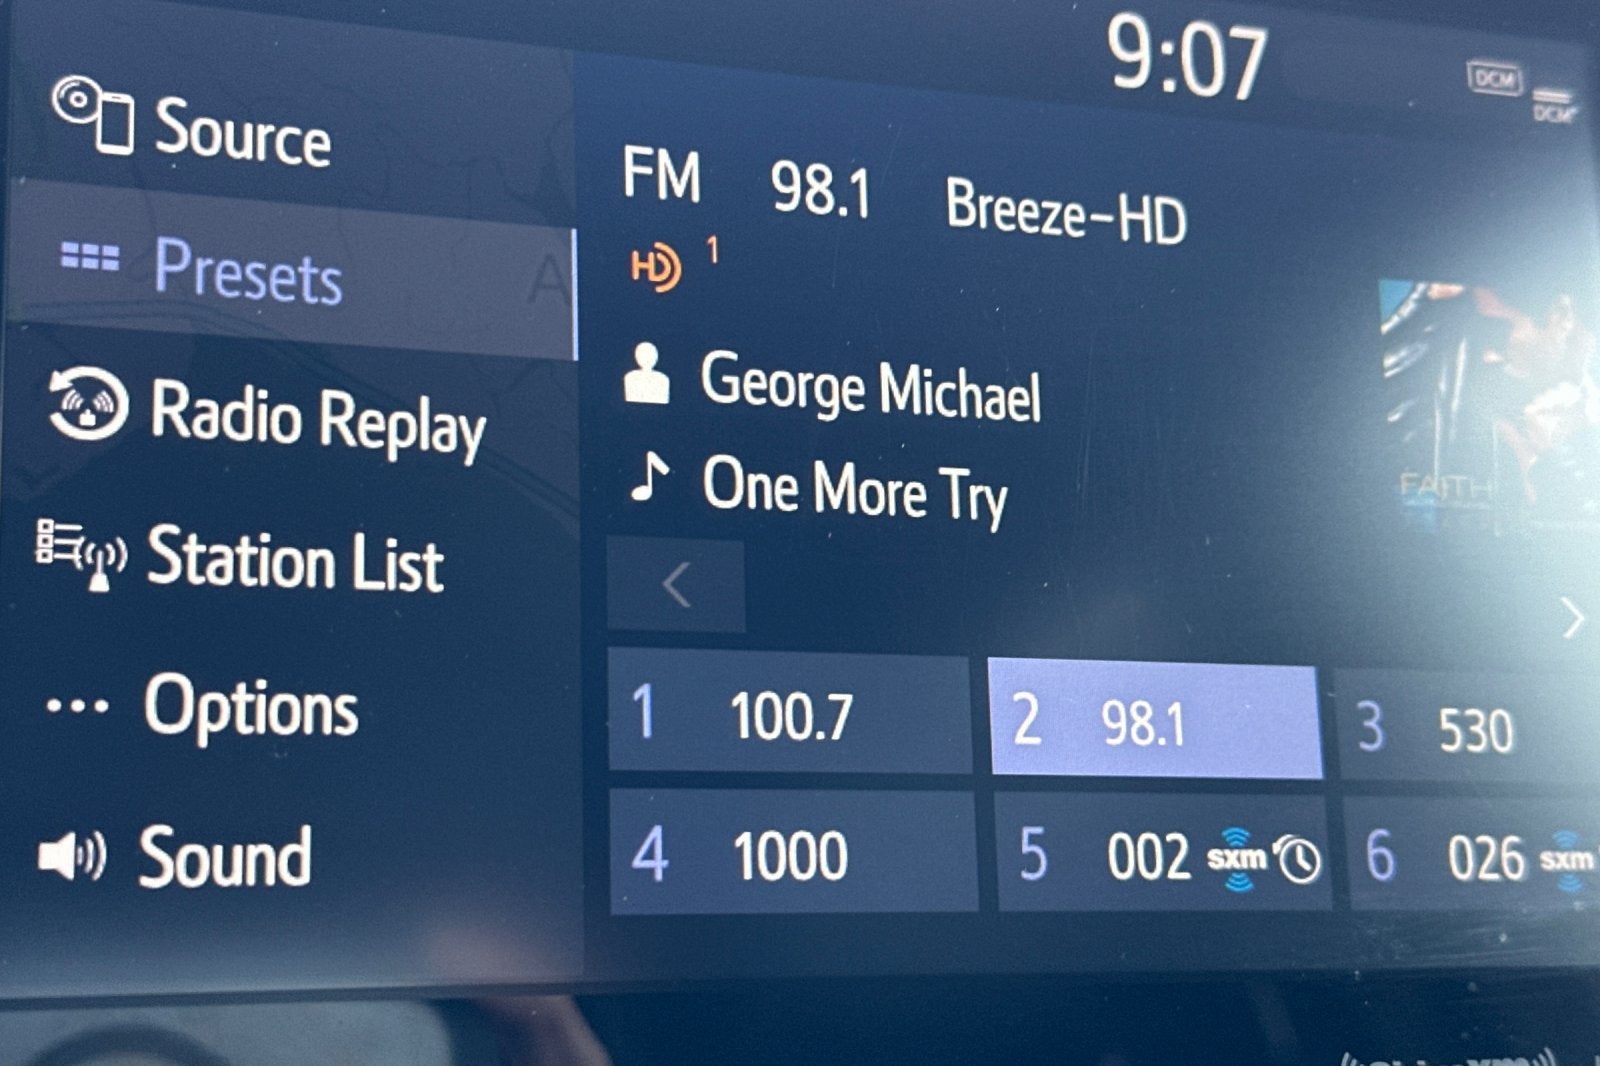 9:07
DCM
DCM
Source
Presets
Radio Replay
Station List
Options
Sound
FM 98.1 Breeze-HD
HD 1
George Michael
One More Try
FAITH
1 100.7
2 98.1
3 530
4 1000
5 002 sxm
6 026 sxm